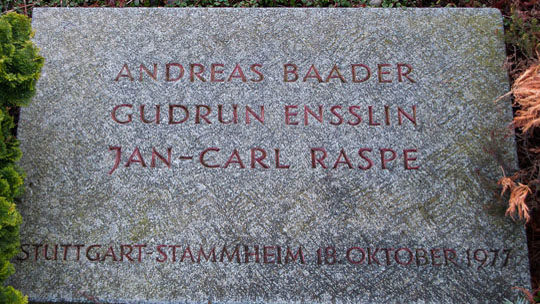 ANDREAS BAADER
GUDRUN ENSSLIN
JAN-CARL RASPE
STUTTGART-STAMMHEIM 18. OKTOBER 1977